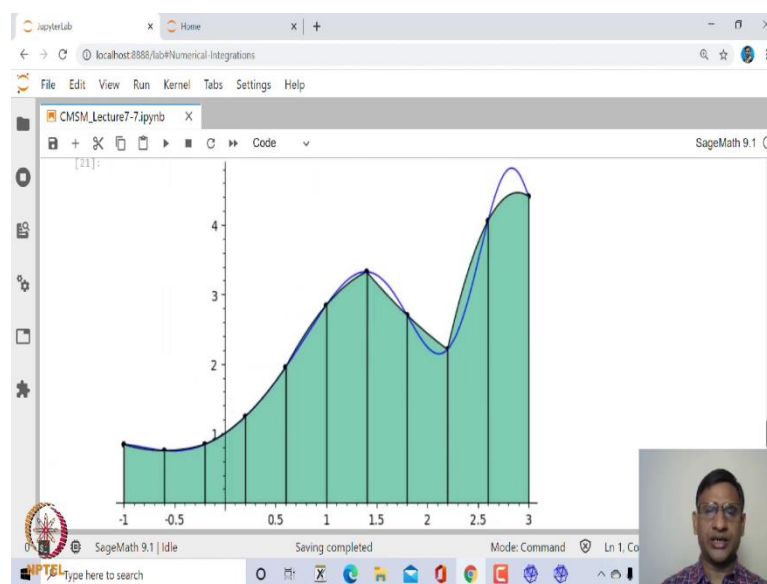 JupyterLab
Home
localhost:8888/lab#Numerical-Integrations
File Edit View Run Kernel Tabs Settings Help
CMSM_Lecture7-7.ipynb
Code
SageMath 9.1
[21]:
4
3
2
1
-1 -0.5 0.5 1 1.5 2 2.5 3
SageMath 9.1 | Idle
Saving completed
Mode: Command
Ln 1,
NPTEL
Type here to search